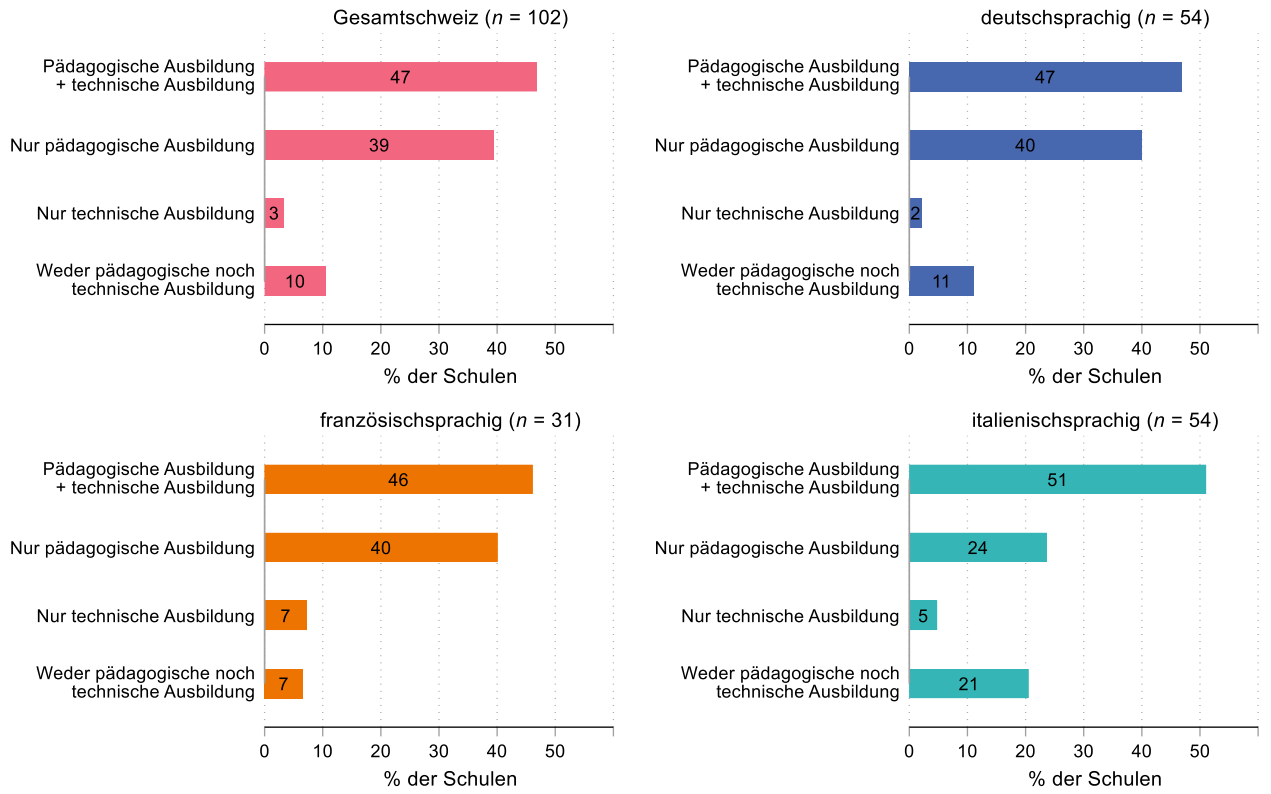 Gesamtschweiz (n = 102)
Pädagogische Ausbildung
+ technische Ausbildung
47
Nur pädagogische Ausbildung
39
Nur technische Ausbildung
3
Weder pädagogische noch
technische Ausbildung
10
0 10 20 30 40 50
% der Schulen
deutschsprachig (n = 54)
Pädagogische Ausbildung
+ technische Ausbildung
47
Nur pädagogische Ausbildung
40
Nur technische Ausbildung
2
Weder pädagogische noch
technische Ausbildung
11
0 10 20 30 40 50
% der Schulen
französischsprachig (n = 31)
Pädagogische Ausbildung
+ technische Ausbildung
46
Nur pädagogische Ausbildung
40
Nur technische Ausbildung
7
Weder pädagogische noch
technische Ausbildung
7
0 10 20 30 40 50
% der Schulen
italienischsprachig (n = 54)
Pädagogische Ausbildung
+ technische Ausbildung
51
Nur pädagogische Ausbildung
24
Nur technische Ausbildung
5
Weder pädagogische noch
technische Ausbildung
21
0 10 20 30 40 50
% der Schulen